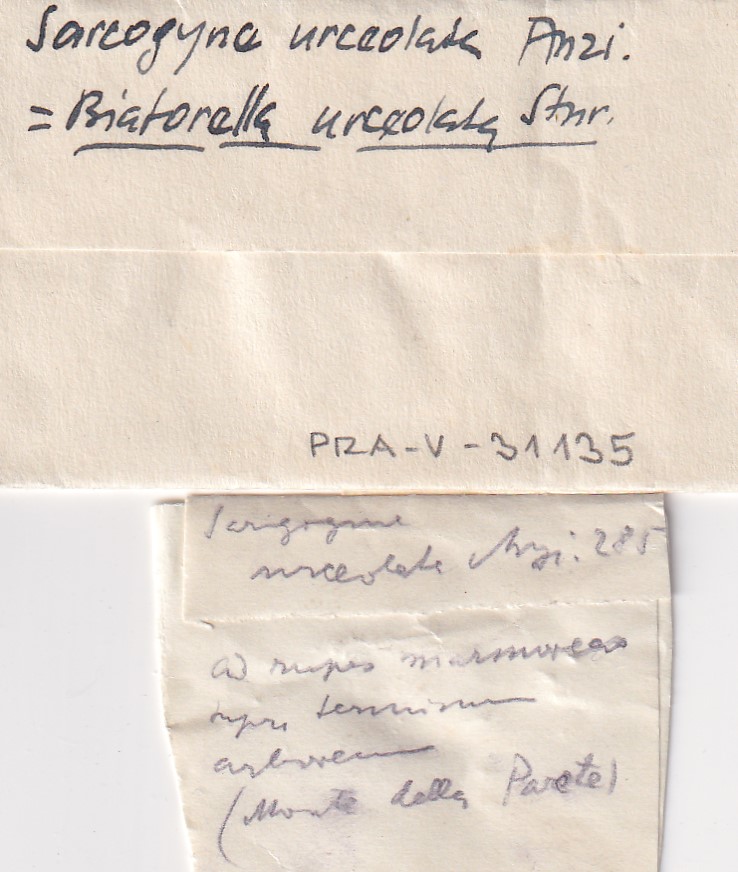 Sarcogyne urceolata Anzi.
= Biatorella urceolata Stnr.
PRA-V-31135
Sarcogyne
urceolata Anzi. 285
ad rupes marmoreas
supra terminum
arboreum
(Monte della Parete)